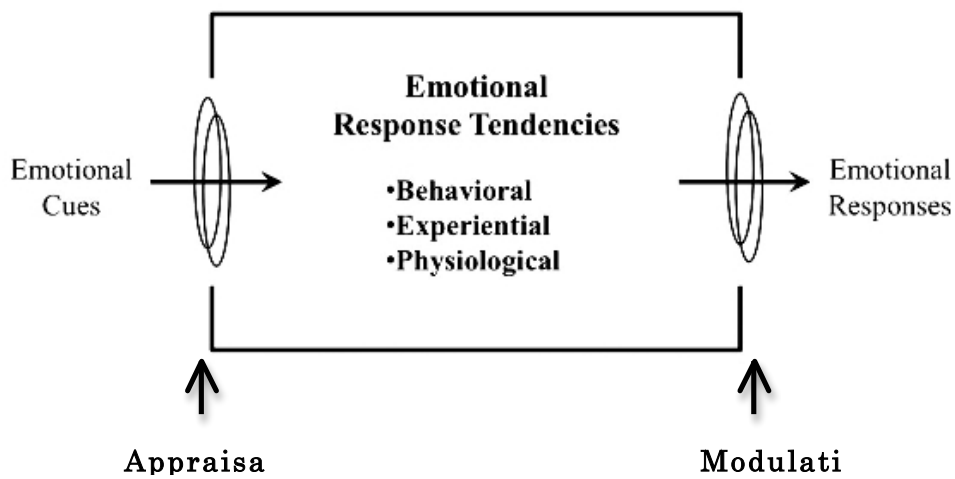 Emotional
Response Tendencies
Emotional
Cues
•Behavioral
•Experiential
•Physiological
Emotional
Responses
Appraisa
Modulati